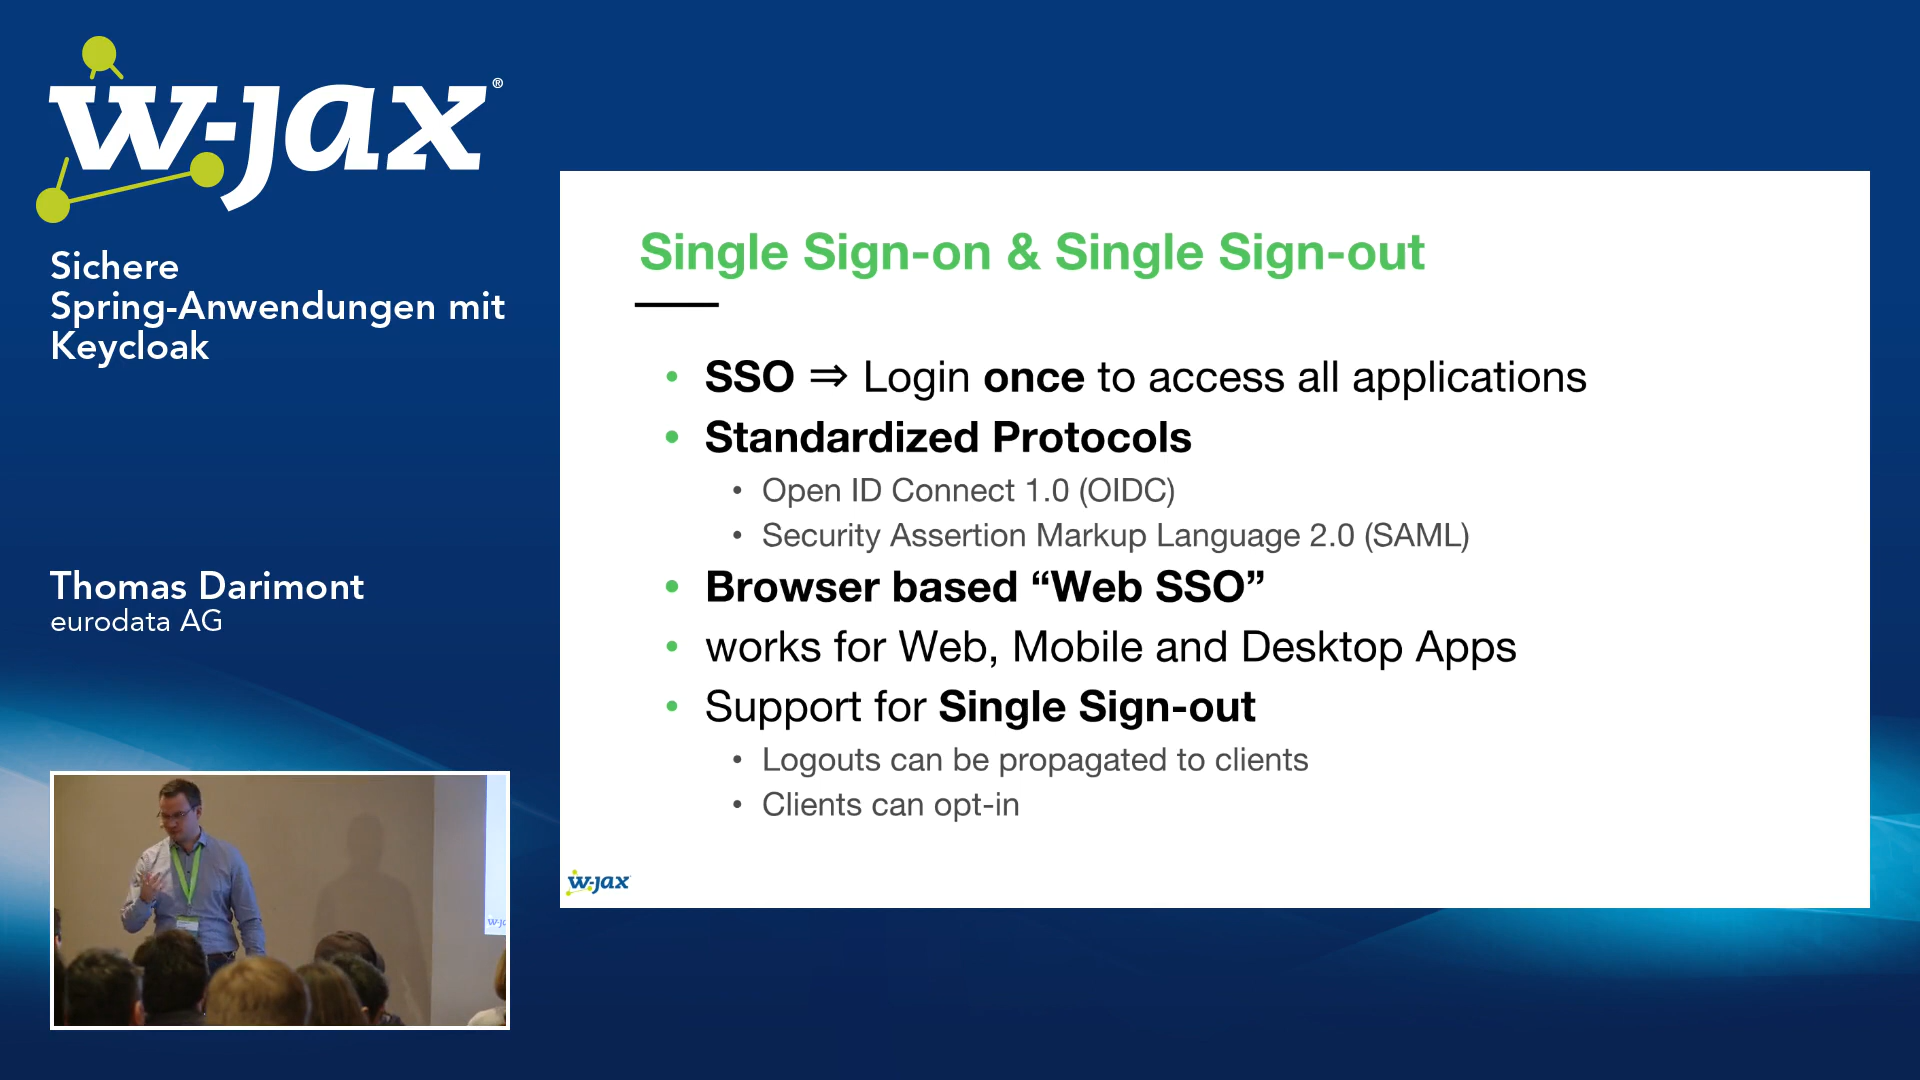 w-jax®
Sichere
Spring-Anwendungen mit
Keycloak
Thomas Darimont
eurodata AG
Single Sign-on & Single Sign-out
• SSO ⇒ Login once to access all applications
• Standardized Protocols
• Open ID Connect 1.0 (OIDC)
• Security Assertion Markup Language 2.0 (SAML)
• Browser based “Web SSO”
• works for Web, Mobile and Desktop Apps
• Support for Single Sign-out
• Logouts can be propagated to clients
• Clients can opt-in
w-jax